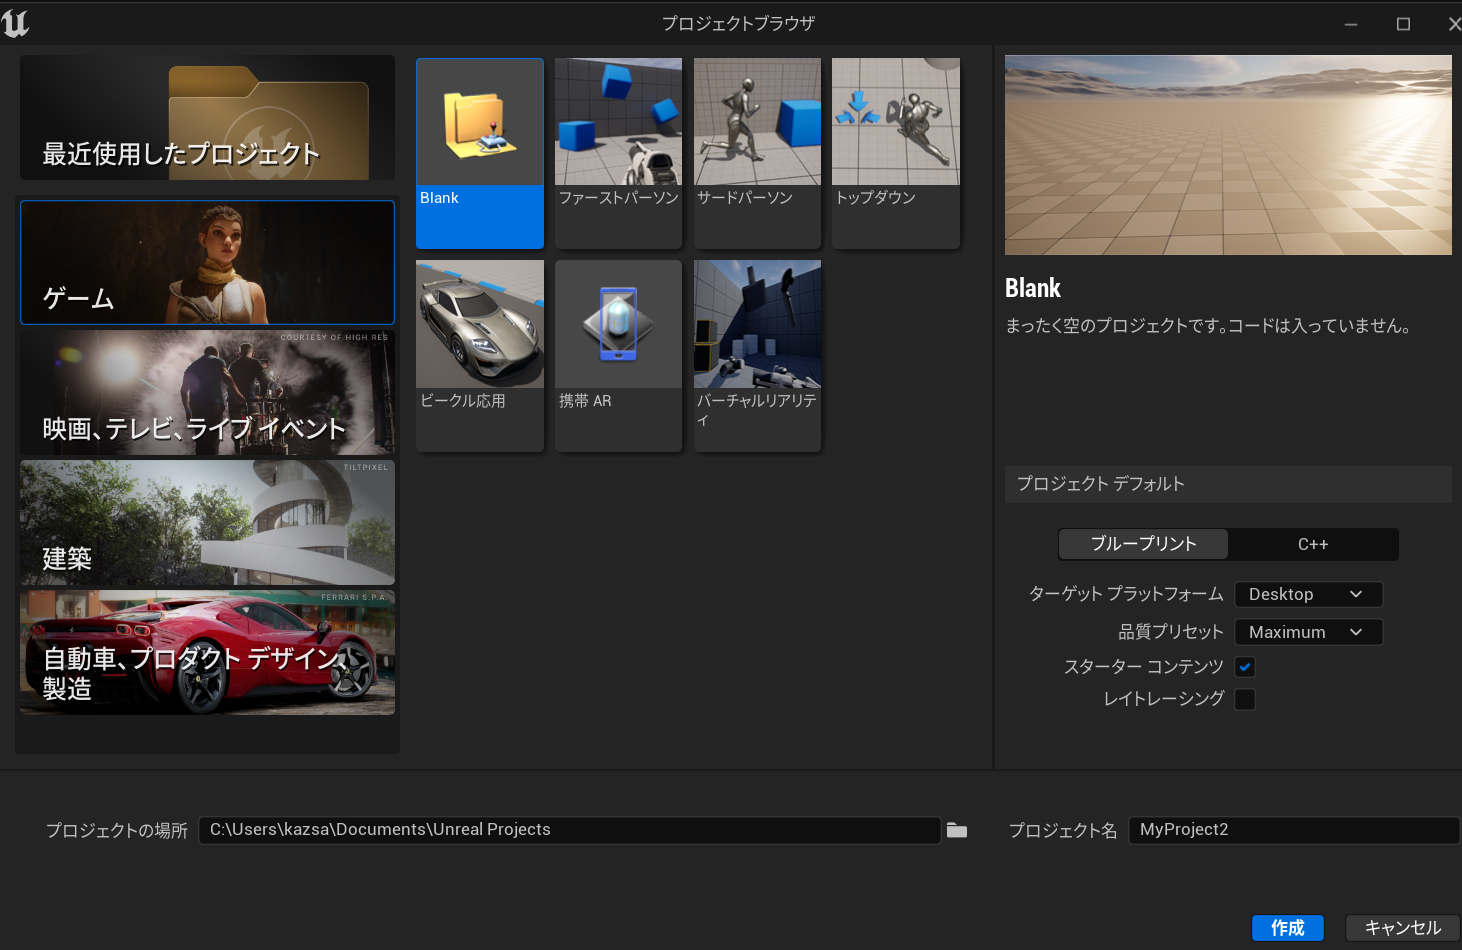 プロジェクトブラウザ
最近使用したプロジェクト
ゲーム
COURTESY OF HIGH RES
映画、テレビ、ライブ イベント
TILTPIXEL
建築
FERRARI S.P.A.
自動車、プロダクト デザイン、
製造
Blank
ファーストパーソン
サードパーソン
トップダウン
ビークル応用
携帯 AR
バーチャルリアリテ
ィ
Blank
まったく空のプロジェクトです。コードは入っていません。
プロジェクト デフォルト
ブループリント
C++
ターゲット プラットフォーム
Desktop
品質プリセット
Maximum
スターター コンテンツ
レイトレーシング
プロジェクトの場所
C:\Users\kazsa\Documents\Unreal Projects
プロジェクト名
MyProject2
作成
キャンセル